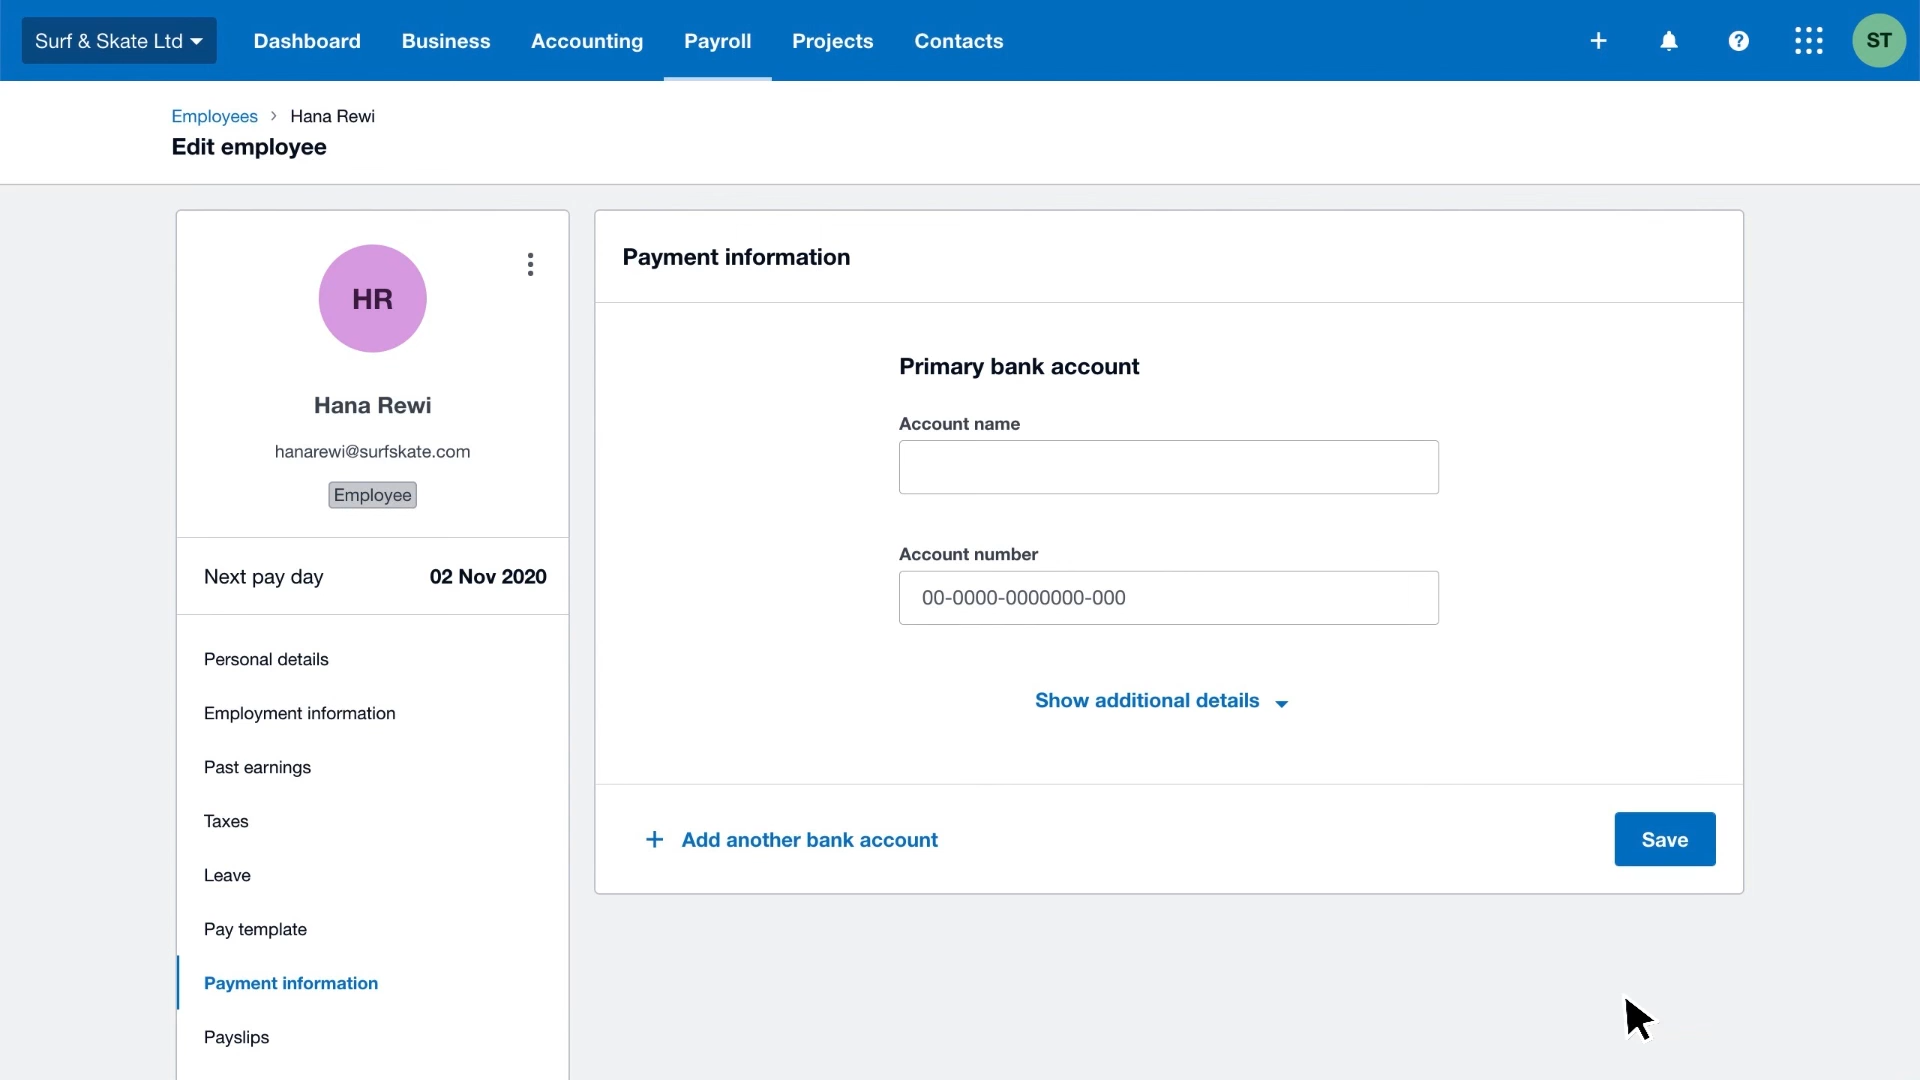 Surf & Skate Ltd
Dashboard
Business
Accounting
Payroll
Projects
Contacts
ST
Employees › Hana Rewi
Edit employee
HR
Hana Rewi
hanarewi@surfskate.com
Employee
Next pay day 02 Nov 2020
Personal details
Employment information
Past earnings
Taxes
Leave
Pay template
Payment information
Payslips
Payment information
Primary bank account
Account name
Account number
00-0000-0000000-000
Show additional details
+ Add another bank account
Save